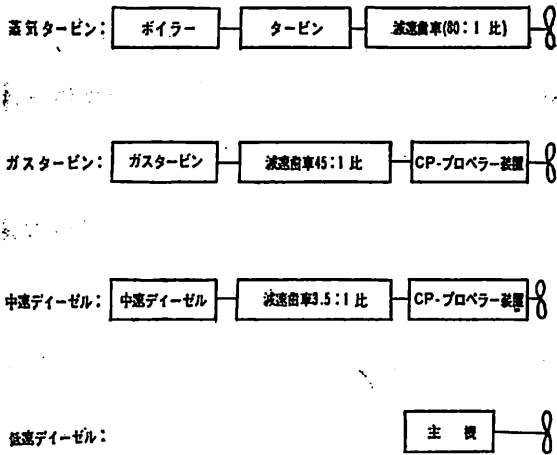 蒸気タービン: ボイラー タービン 減速歯車(80:1 比)
ガスタービン: ガスタービン 減速歯車45:1 比 CP-プロペラー装置
中速ディーゼル: 中速ディーゼル 減速歯車3.5:1 比 CP-プロペラー装置
低速ディーゼル: 主 機